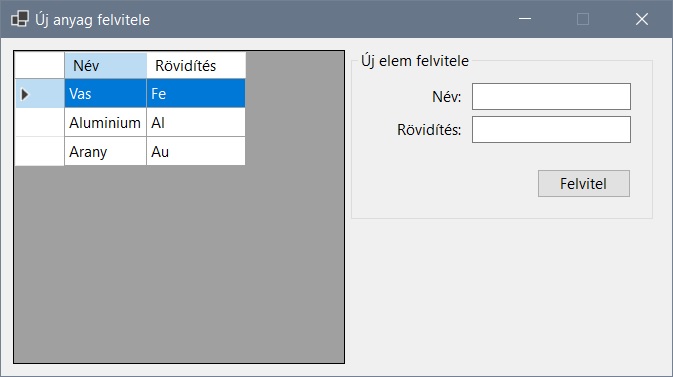 Új anyag felvitele
Név Rövidítés
Vas Fe
Aluminium Al
Arany Au
Új elem felvitele
Név:
Rövidítés:
Felvitel